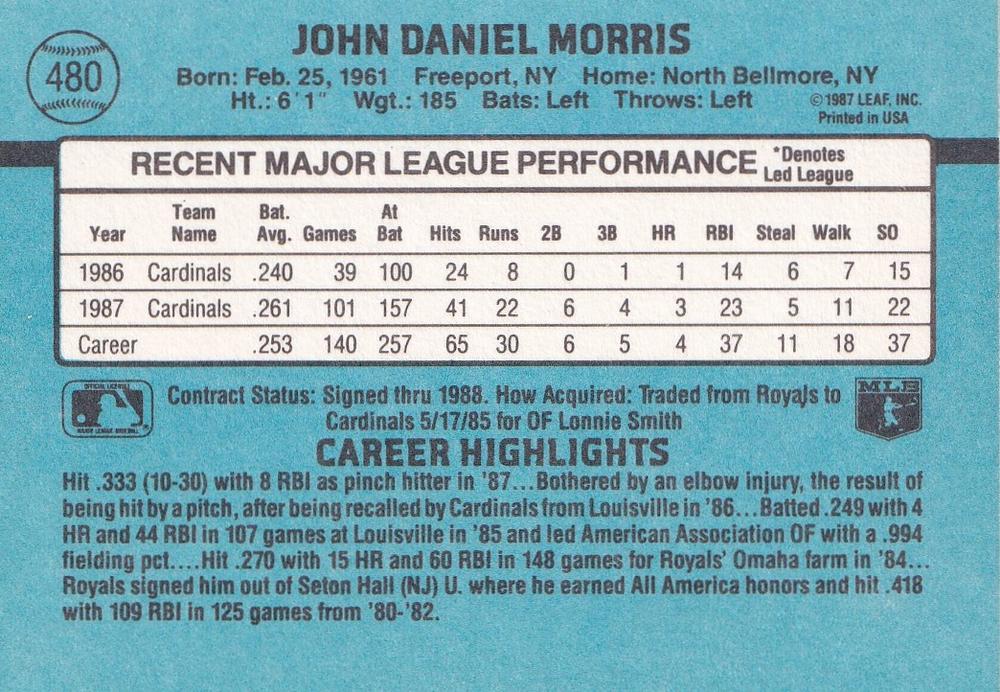 JOHN DANIEL MORRIS
480
Born: Feb. 25, 1961 Freeport, NY Home: North Bellmore, NY
Ht.: 6'1" Wgt.: 185 Bats: Left Throws: Left
©1987 LEAF, INC.
Printed in USA
RECENT MAJOR LEAGUE PERFORMANCE *Denotes
Led League
Year Team Name Bat. Avg. Games At Bat Hits Runs 2B 3B HR RBI Steal Walk SO
1986 Cardinals .240 39 100 24 8 0 1 1 14 6 7 15
1987 Cardinals .261 101 157 41 22 6 4 3 23 5 11 22
Career .253 140 257 65 30 6 5 4 37 11 18 37
OFFICIAL LICENSEE
MAJOR LEAGUE BASEBALL
Contract Status: Signed thru 1988. How Acquired: Traded from Royals to
Cardinals 5/17/85 for OF Lonnie Smith
MLB
CAREER HIGHLIGHTS
Hit .333 (10-30) with 8 RBI as pinch hitter in '87...Bothered by an elbow injury, the result of
being hit by a pitch, after being recalled by Cardinals from Louisville in '86...Batted .249 with 4
HR and 44 RBI in 107 games at Louisville in '85 and led American Association OF with a .994
fielding pct....Hit .270 with 15 HR and 60 RBI in 148 games for Royals' Omaha farm in '84...
Royals signed him out of Seton Hall (NJ) U. where he earned All America honors and hit .418
with 109 RBI in 125 games from '80-'82.